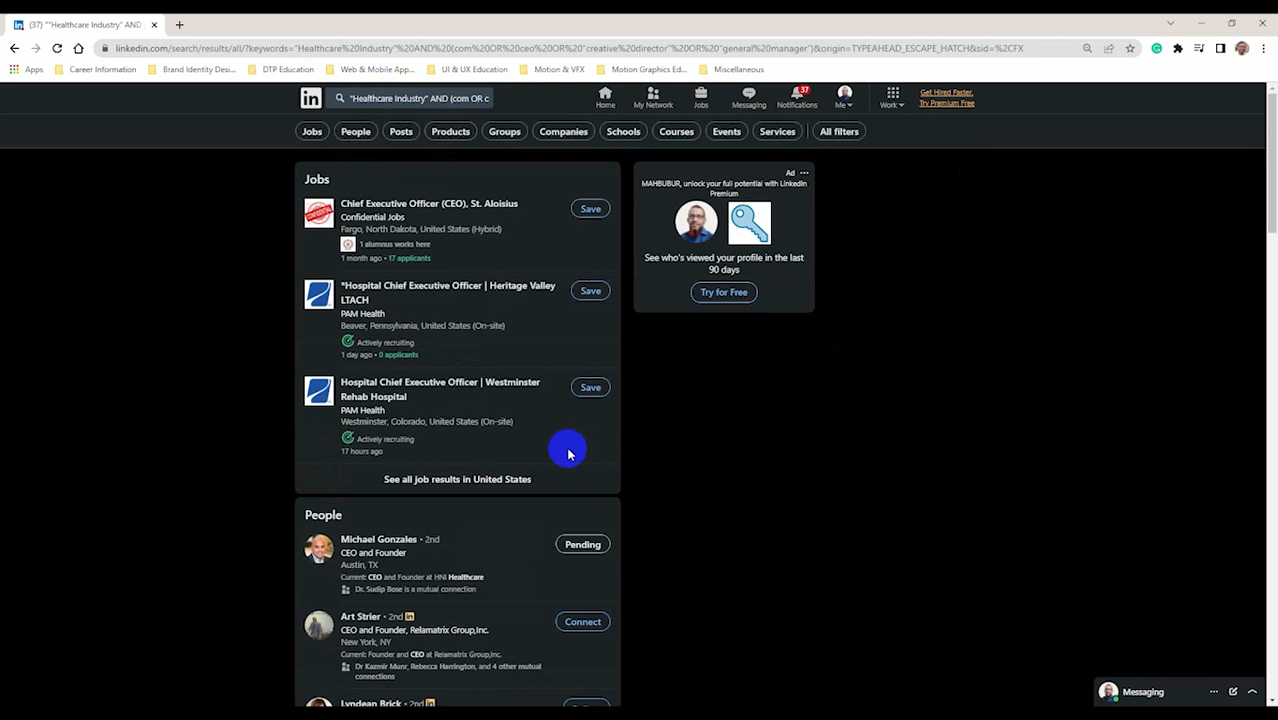 (37) "Healthcare Industry" AND
linkedin.com/search/results/all/?keywords="Healthcare%20Industry"%20AND(com%20OR%20ceo%20OR%20"creative%20director"%20OR%20"general%20manager")&origin=TYPEAHEAD_ESCAPE_HATCH&sid=%2CFX
Apps Career Information Brand Identity Desi... DTP Education Web & Mobile App... UI & UX Education Motion & VFX Motion Graphics Ed... Miscellaneous
in "Healthcare Industry" AND (com OR c
37
Home My Network Jobs Messaging Notifications Me Work
Get Hired Faster,
Try Premium Free
Jobs People Posts Products Groups Companies Schools Courses Events Services All filters
Jobs
CONFIDENTIAL
Chief Executive Officer (CEO), St. Aloisius
Save
Confidential Jobs
Fargo, North Dakota, United States (Hybrid)
1 alumnus works here
1 month ago • 17 applicants
*Hospital Chief Executive Officer | Heritage Valley
LTACH
Save
PAM Health
Beaver, Pennsylvania, United States (On-site)
Actively recruiting
1 day ago • 0 applicants
Hospital Chief Executive Officer | Westminster
Rehab Hospital
Save
PAM Health
Westminster, Colorado, United States (On-site)
Actively recruiting
17 hours ago
See all job results in United States
Ad
MAHBUBUR, unlock your full potential with LinkedIn
Premium
See who's viewed your profile in the last
90 days
Try for Free
People
Michael Gonzales • 2nd
Pending
CEO and Founder
Austin, TX
Current: CEO and Founder at HNI Healthcare
Dr. Sudip Bose is a mutual connection
Art Strier • 2nd in
Connect
CEO and Founder, Relamatrix Group,Inc.
New York, NY
Current: Founder and CEO at Relamatrix Group,Inc.
Dr Kazmir Munr, Rebecca Harrington, and 4 other mutual
connections
Lyndean Brick • 2nd in
Messaging